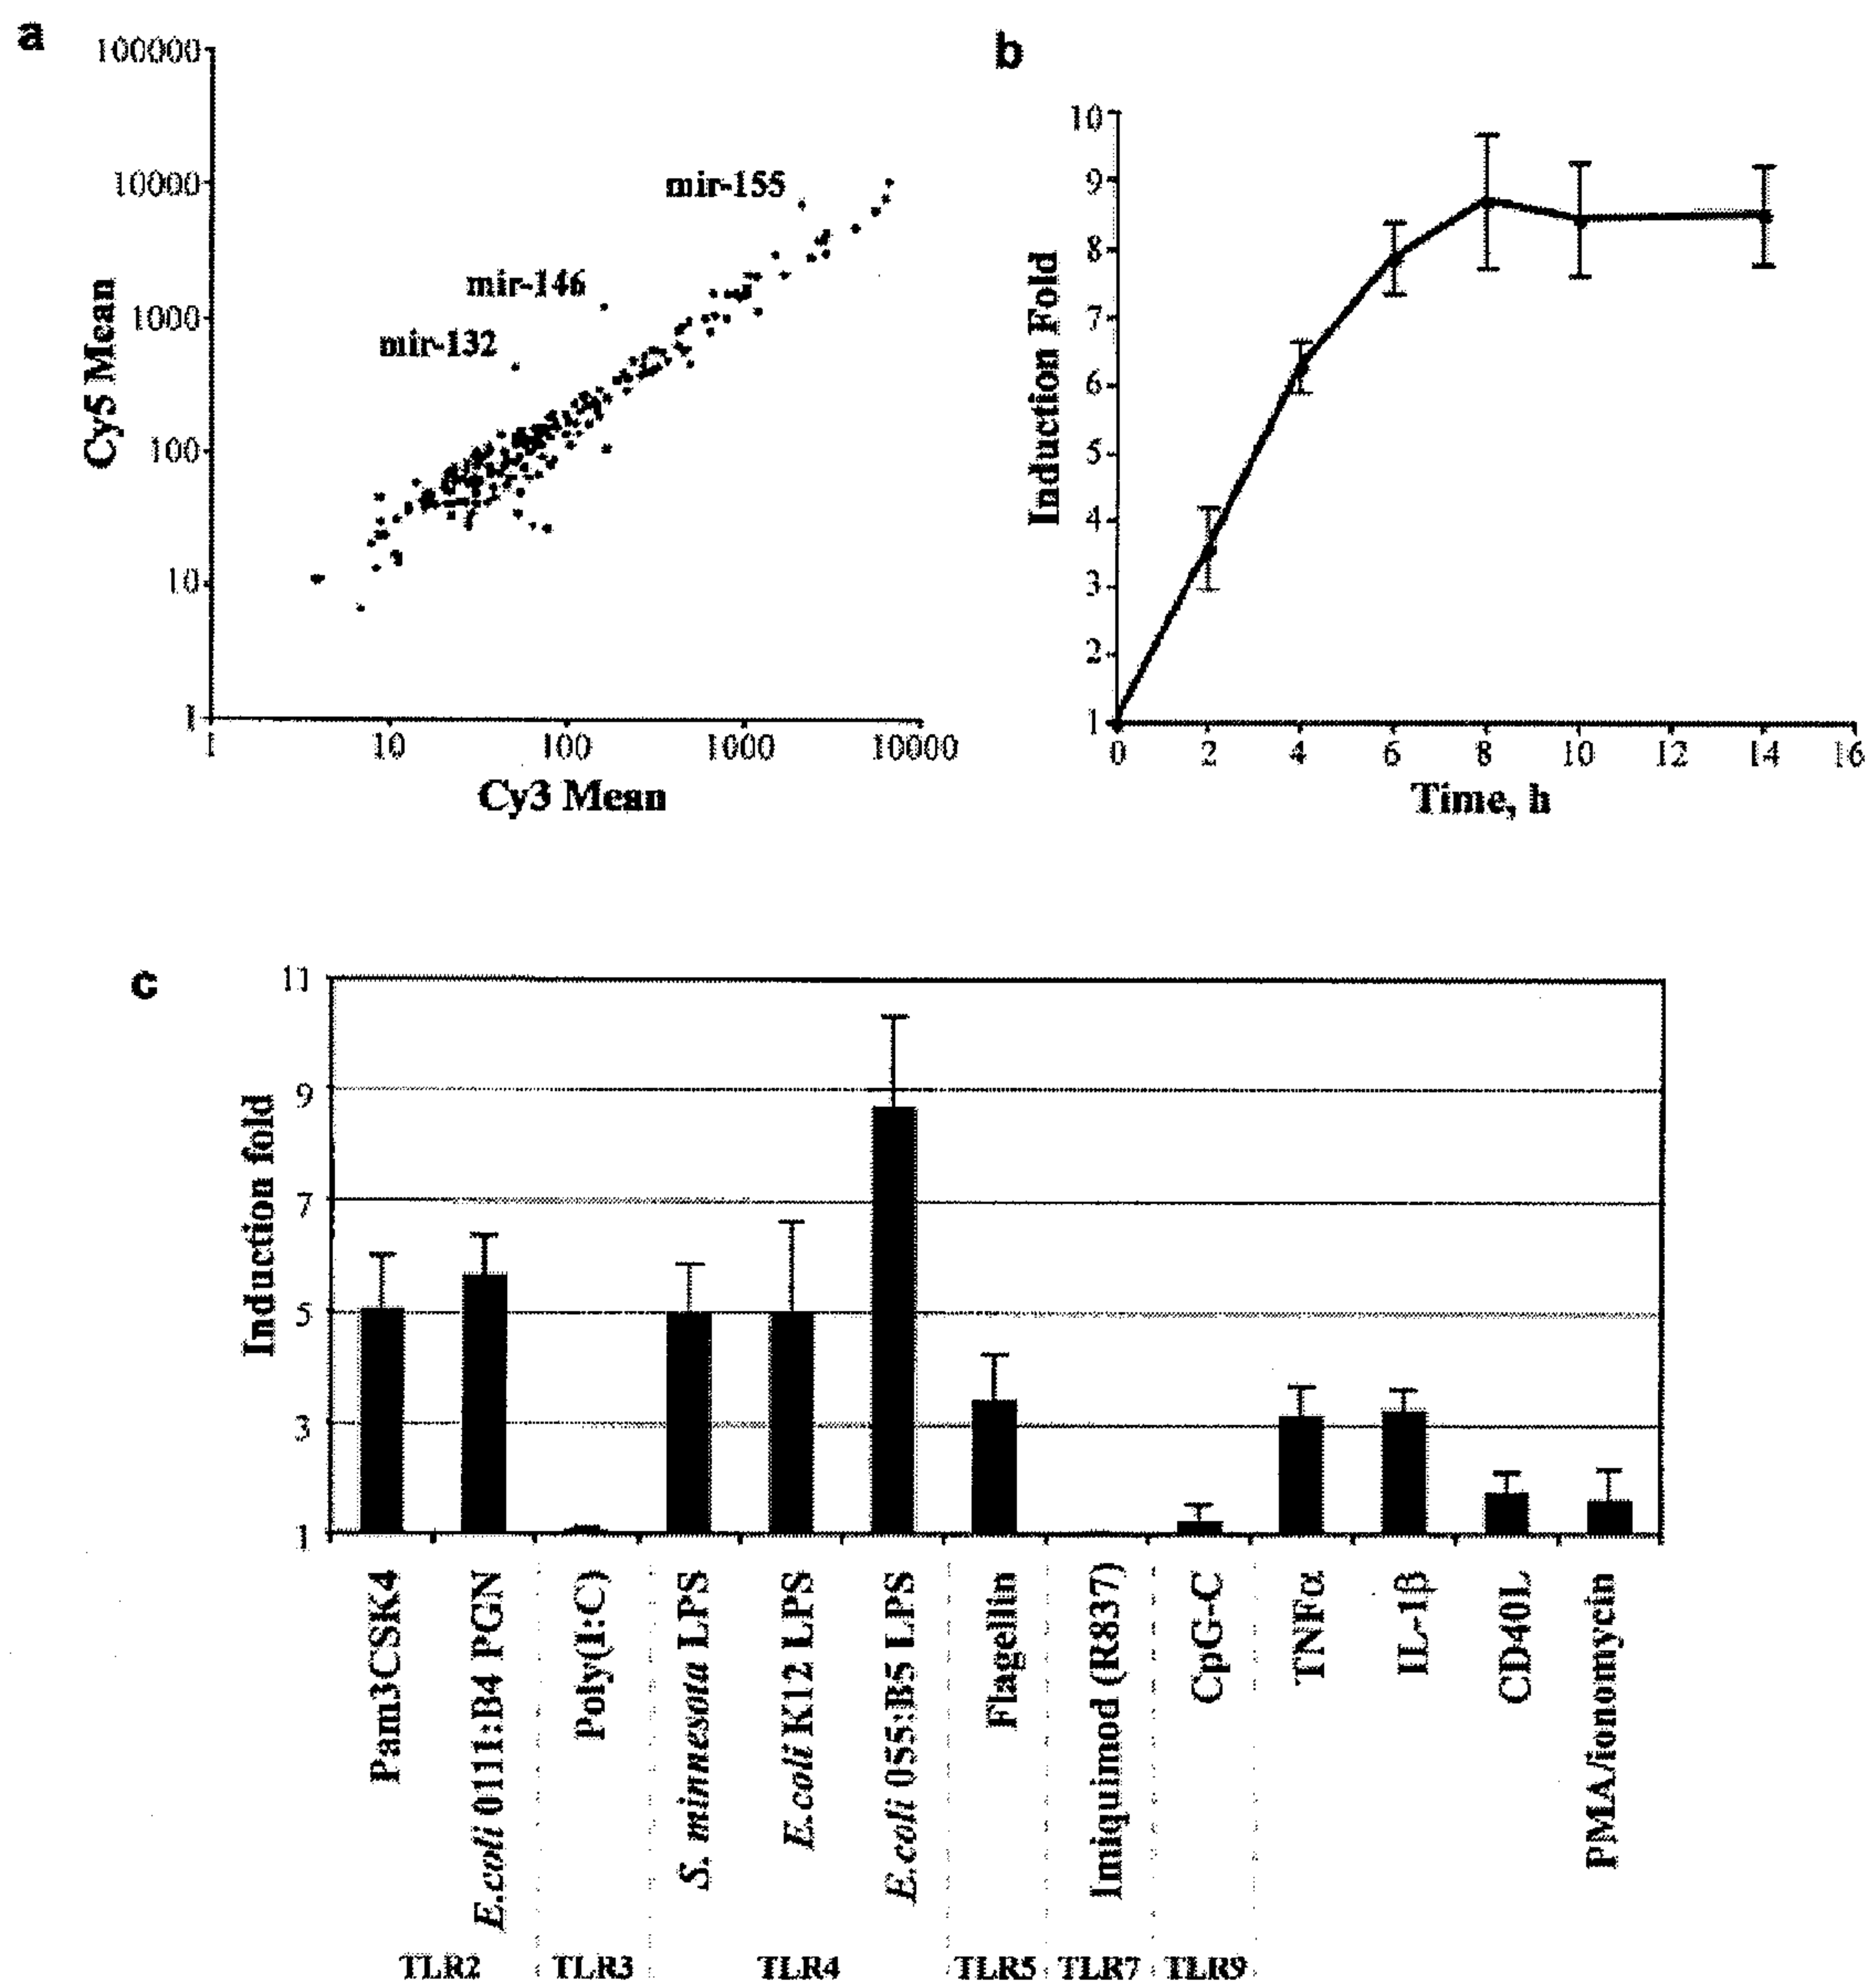 a
100000
10000
1000
100
10
1
1
10
100
1000
10000
Cy5 Mean
Cy3 Mean
mir-155
mir-146
mir-132
b
10
9
8
7
6
5
4
3
2
1
0
2
4
6
8
10
12
14
16
Induction Fold
Time, h
c
11
9
7
5
3
1
Induction fold
Pam3CSK4
E.coli 0111:B4 PGN
Poly(I:C)
S. minnesota LPS
E.coli K12 LPS
E.coli 055:B5 LPS
Flagellin
Imiquimod (R837)
CpG-C
TNFα
IL-1β
CD40L
PMA/ionomycin
TLR2
TLR3
TLR4
TLR5
TLR7
TLR9